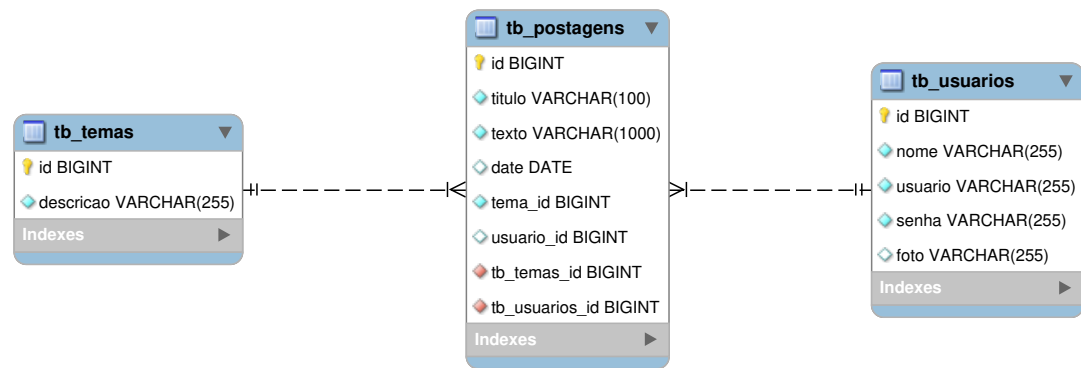 tb_temas
id BIGINT
descricao VARCHAR(255)
Indexes
tb_postagens
id BIGINT
titulo VARCHAR(100)
texto VARCHAR(1000)
date DATE
tema_id BIGINT
usuario_id BIGINT
tb_temas_id BIGINT
tb_usuarios_id BIGINT
Indexes
tb_usuarios
id BIGINT
nome VARCHAR(255)
usuario VARCHAR(255)
senha VARCHAR(255)
foto VARCHAR(255)
Indexes